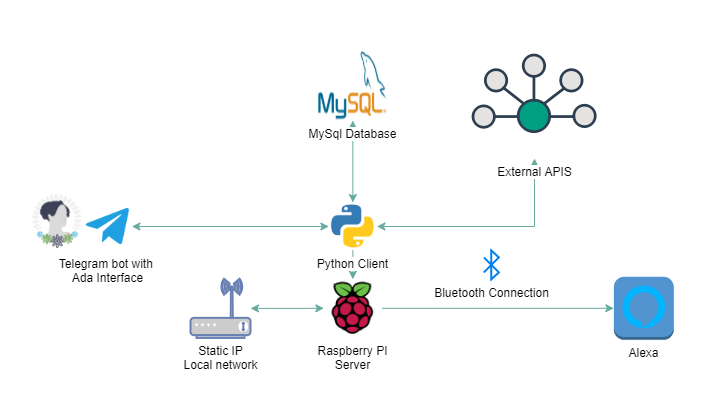 MySQL
MySql Database
External APIS
Telegram bot with
Ada Interface
Python Client
Bluetooth Connection
Static IP
Local network
Raspberry PI
Server
Alexa